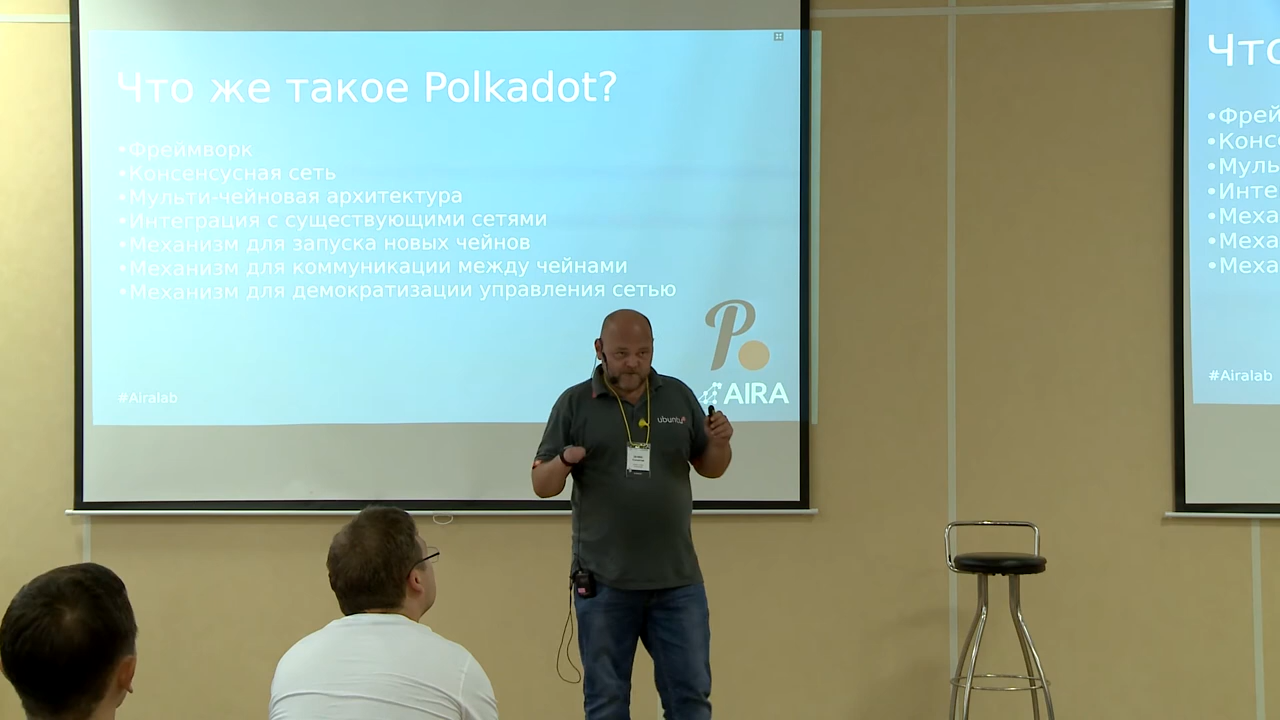 Что же такое Polkadot?
•Фреймворк
•Консенсусная сеть
•Мульти-чейновая архитектура
•Интеграция с существующими сетями
•Механизм для запуска новых чейнов
•Механизм для коммуникации между чейнами
•Механизм для демократизации управления сетью
#Airalab
P
AIRA
ubuntu
Что
•Фрей
•Конс
•Муль
•Инте
•Меха
•Меха
•Меха
#Airalab